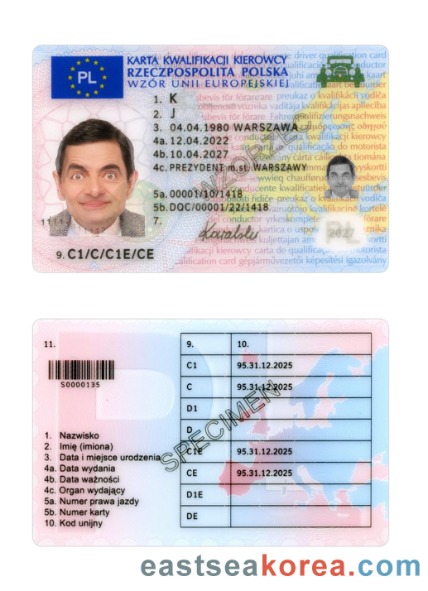 PL
KARTA KWALIFIKACJI KIEROWCY
RZECZPOSPOLITA POLSKA
WZÓR UNII EUROPEJSKIEJ
1. K
2. J
3. 04.04.1980 WARSZAWA
4a. 12.04.2022
4b. 10.04.2027
4c. PREZYDENT m.st. WARSZAWY
5a. 00001/10/1418
5b. DQC/00001/22/1418
7.
Kowalski
9. C1/C/C1E/CE
11.
S0000135
9. 10.
C1 95.31.12.2025
C 95.31.12.2025
D1
D
C1E 95.31.12.2025
CE 95.31.12.2025
D1E
DE
SPECIMEN
1. Nazwisko
2. Imię (imiona)
3. Data i miejsce urodzenia
4a. Data wydania
4b. Data ważności
4c. Organ wydający
5a. Numer prawa jazdy
5b. Numer karty
10. Kod unijny
eastseakorea.com